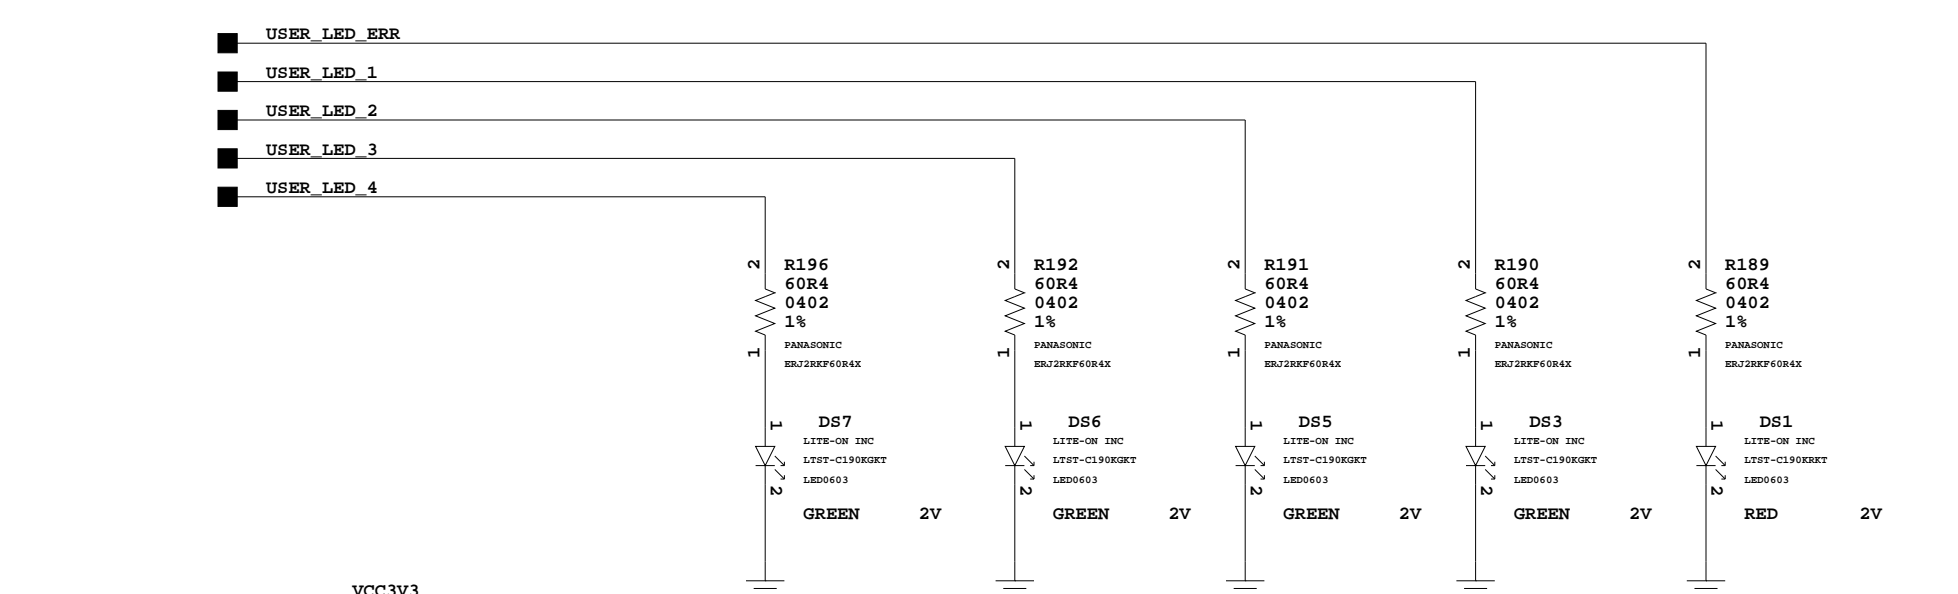 USER_LED_ERR
USER_LED_1
USER_LED_2
USER_LED_3
USER_LED_4
2 R196 2 R192 2 R191 2 R190 2 R189
60R4 60R4 60R4 60R4 60R4
0402 0402 0402 0402 0402
1% 1% 1% 1% 1%
1 PANASONIC 1 PANASONIC 1 PANASONIC 1 PANASONIC 1 PANASONIC
ERJ2RKF60R4X ERJ2RKF60R4X ERJ2RKF60R4X ERJ2RKF60R4X ERJ2RKF60R4X
1 DS7 1 DS6 1 DS5 1 DS3 1 DS1
LITE-ON INC LITE-ON INC LITE-ON INC LITE-ON INC LITE-ON INC
LTST-C190KGKT LTST-C190KGKT LTST-C190KGKT LTST-C190KGKT LTST-C190KRKT
2 LED0603 2 LED0603 2 LED0603 2 LED0603 2 LED0603
GREEN 2V GREEN 2V GREEN 2V GREEN 2V RED 2V
VCC3V3